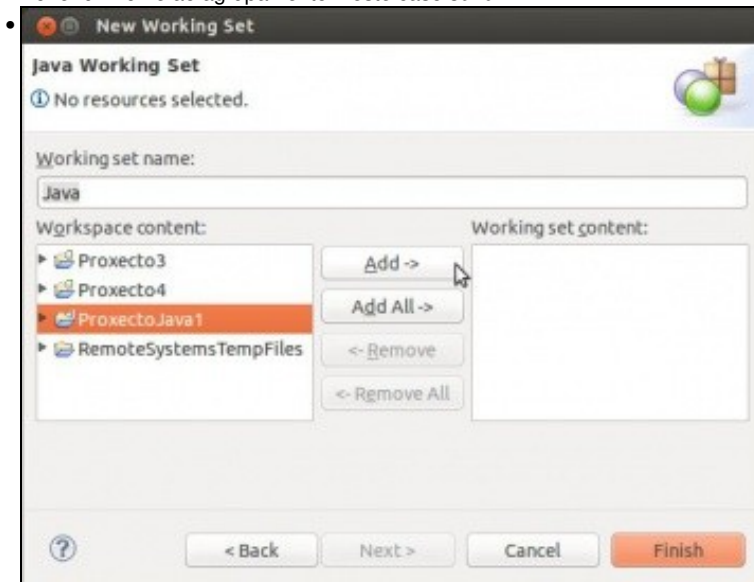 New Working Set
Java Working Set
No resources selected.
Working set name:
Java
Workspace content:
Working set content:
Proxecto3
Proxecto4
ProxectoJava1
RemoteSystemsTempFiles
Add ->
Add All ->
<- Remove
<- Remove All
< Back
Next >
Cancel
Finish